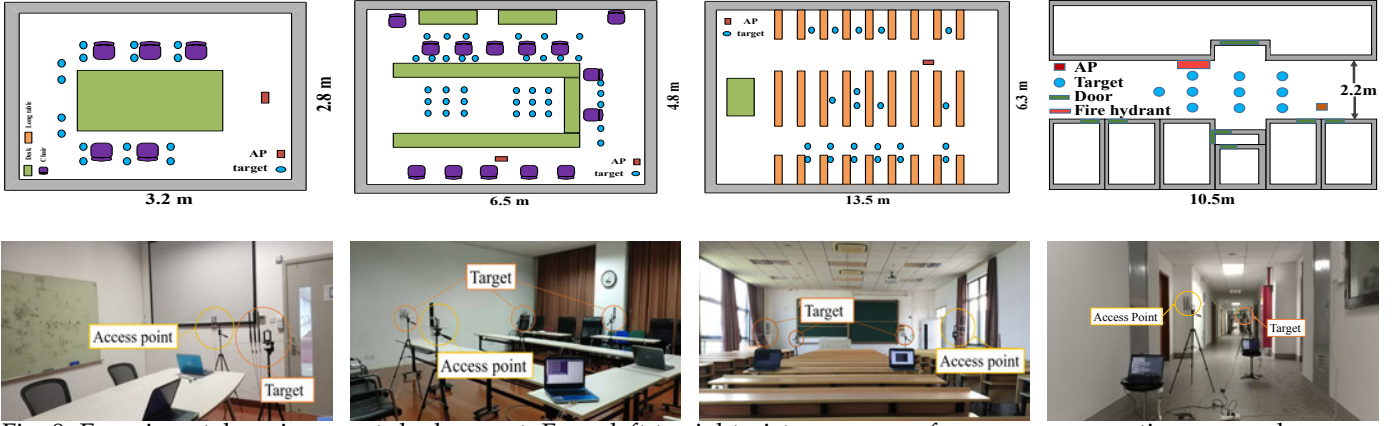 Long table
Desk
Chair
AP
target
2.8 m
3.2 m
AP
target
4.8 m
6.5 m
AP
target
6.3 m
13.5 m
AP
Target
Door
Fire hydrant
2.2m
10.5m
Access point
Target
Target
Access point
Target
Access point
Access Point
Target